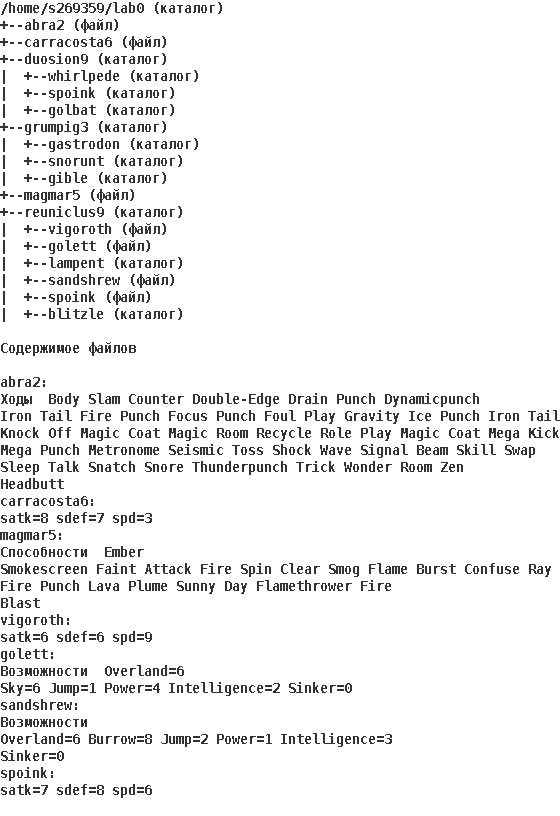 /home/s269359/lab0 (каталог)
+--abra2 (файл)
+--carracosta6 (файл)
+--duosion9 (каталог)
|  +--whirlpede (каталог)
|  +--spoink (каталог)
|  +--golbat (каталог)
+--grumpig3 (каталог)
|  +--gastrodon (каталог)
|  +--snorunt (каталог)
|  +--gible (каталог)
+--magmar5 (файл)
+--reuniclus9 (каталог)
|  +--vigoroth (файл)
|  +--golett (файл)
|  +--lampent (каталог)
|  +--sandshrew (файл)
|  +--spoink (файл)
|  +--blitzle (каталог)
Содержимое файлов
abra2:
Ходы  Body Slam Counter Double-Edge Drain Punch Dynamicpunch
Iron Tail Fire Punch Focus Punch Foul Play Gravity Ice Punch Iron Tail
Knock Off Magic Coat Magic Room Recycle Role Play Magic Coat Mega Kick
Mega Punch Metronome Seismic Toss Shock Wave Signal Beam Skill Swap
Sleep Talk Snatch Snore Thunderpunch Trick Wonder Room Zen
Headbutt
carracosta6:
satk=8 sdef=7 spd=3
magmar5:
Способности  Ember
Smokescreen Faint Attack Fire Spin Clear Smog Flame Burst Confuse Ray
Fire Punch Lava Plume Sunny Day Flamethrower Fire
Blast
vigoroth:
satk=6 sdef=6 spd=9
golett:
Возможности  Overland=6
Sky=6 Jump=1 Power=4 Intelligence=2 Sinker=0
sandshrew:
Возможности
Overland=6 Burrow=8 Jump=2 Power=1 Intelligence=3
Sinker=0
spoink:
satk=7 sdef=8 spd=6